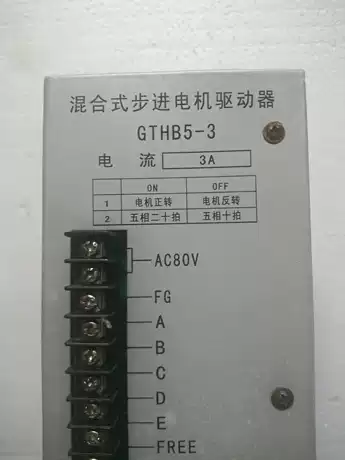 混合式步进电机驱动器
GTHB5-3
电 流 3A
ON OFF
1 电机正转 电机反转
2 五相二十拍 五相十拍
AC80V
FG
A
B
C
D
E
FREE